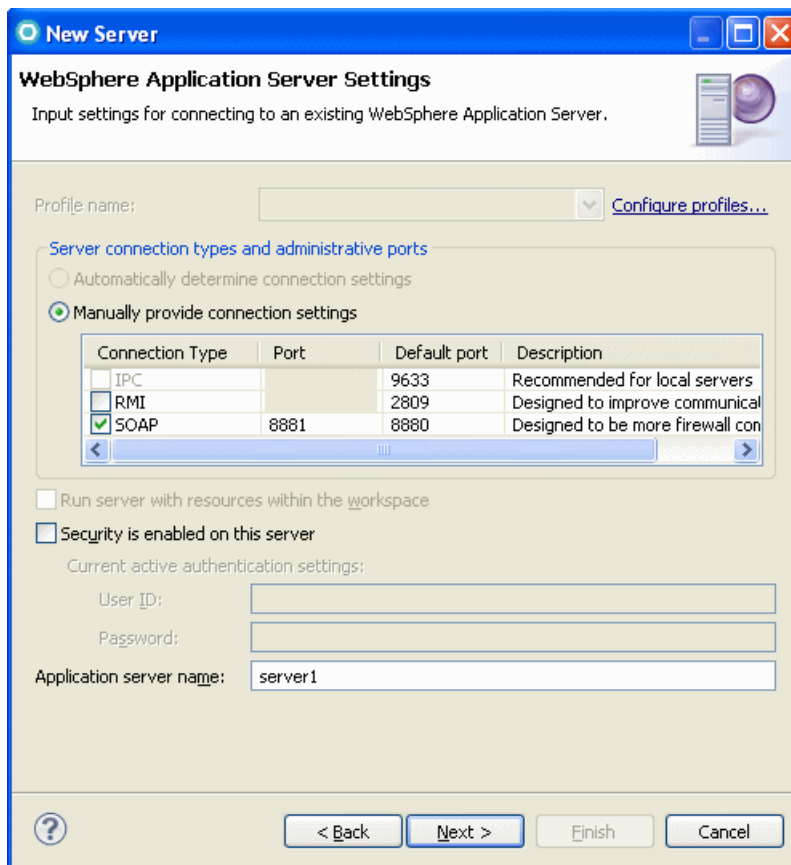 New Server
WebSphere Application Server Settings
Input settings for connecting to an existing WebSphere Application Server.
Profile name: Configure profiles...
Server connection types and administrative ports
Automatically determine connection settings
Manually provide connection settings
Connection Type Port Default port Description
IPC 9633 Recommended for local servers
RMI 2809 Designed to improve communicat
SOAP 8881 8880 Designed to be more firewall com
Run server with resources within the workspace
Security is enabled on this server
Current active authentication settings:
User ID:
Password:
Application server name: server1
? < Back Next > Finish Cancel